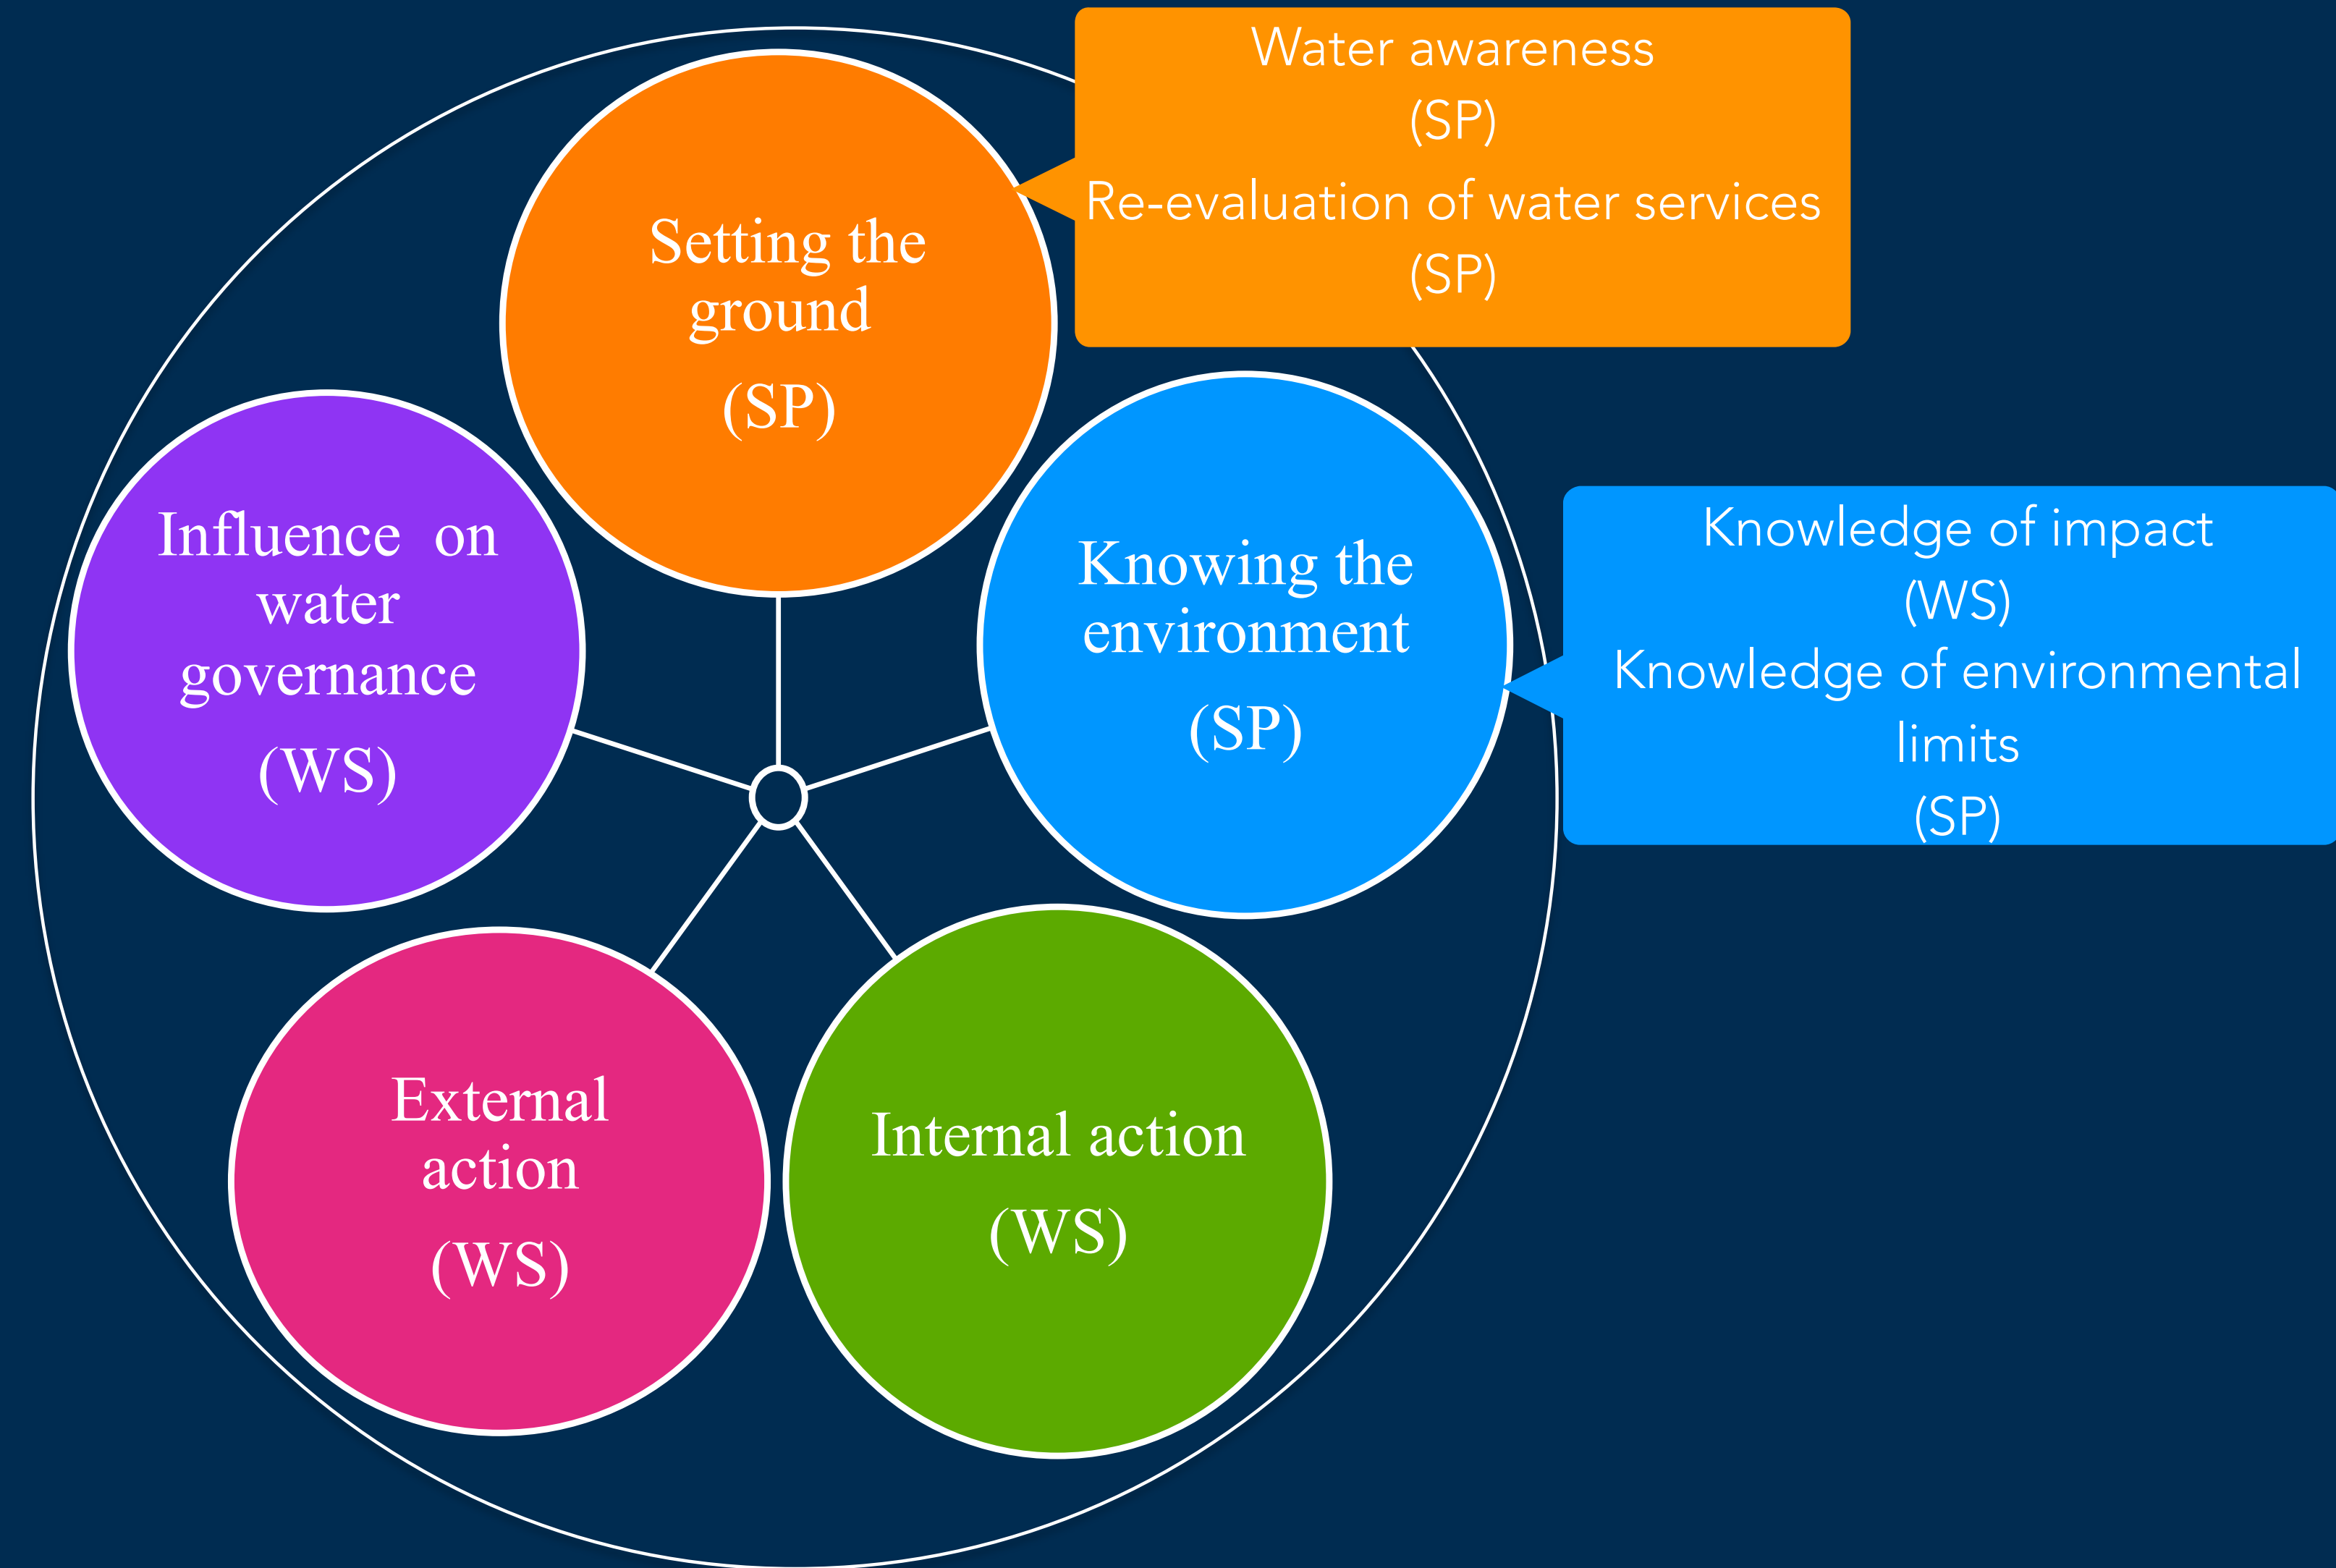 Water awareness
(SP)
Re-evaluation of water services
(SP)
Setting the
ground
(SP)
Knowledge of impact
(WS)
Knowledge of environmental
limits
(SP)
Knowing the
environment
(SP)
Influence on
water
governance
(WS)
External
action
(WS)
Internal action
(WS)